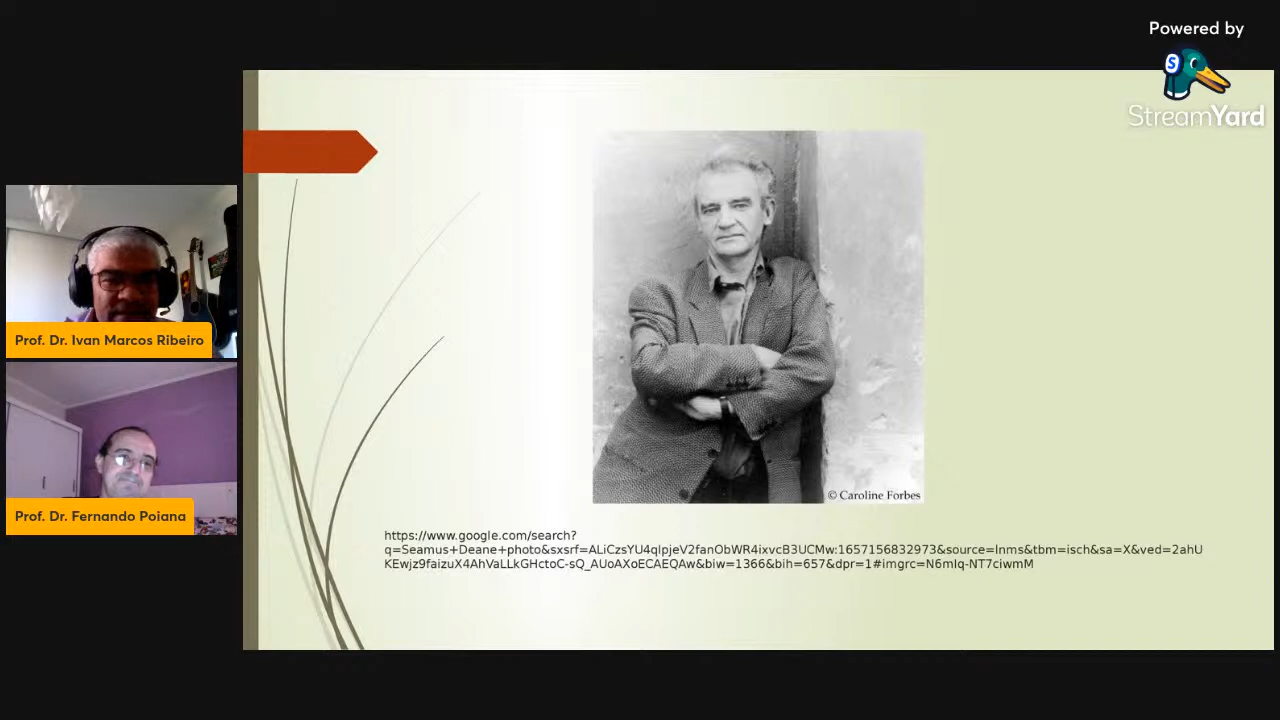 Powered by
S
StreamYard
Prof. Dr. Ivan Marcos Ribeiro
Prof. Dr. Fernando Poiana
© Caroline Forbes
https://www.google.com/search?
q=Seamus+Deane+photo&sxsrf=ALiCzsYU4qIpjeV2fanObWR4ixvcB3UCMw:1657156832973&source=lnms&tbm=isch&sa=X&ved=2ahU
KEwjz9faizuX4AhVaLLkGHctoC-sQ_AUoAXoECAEQAw&biw=1366&bih=657&dpr=1#imgrc=N6mIq-NT7ciwmM